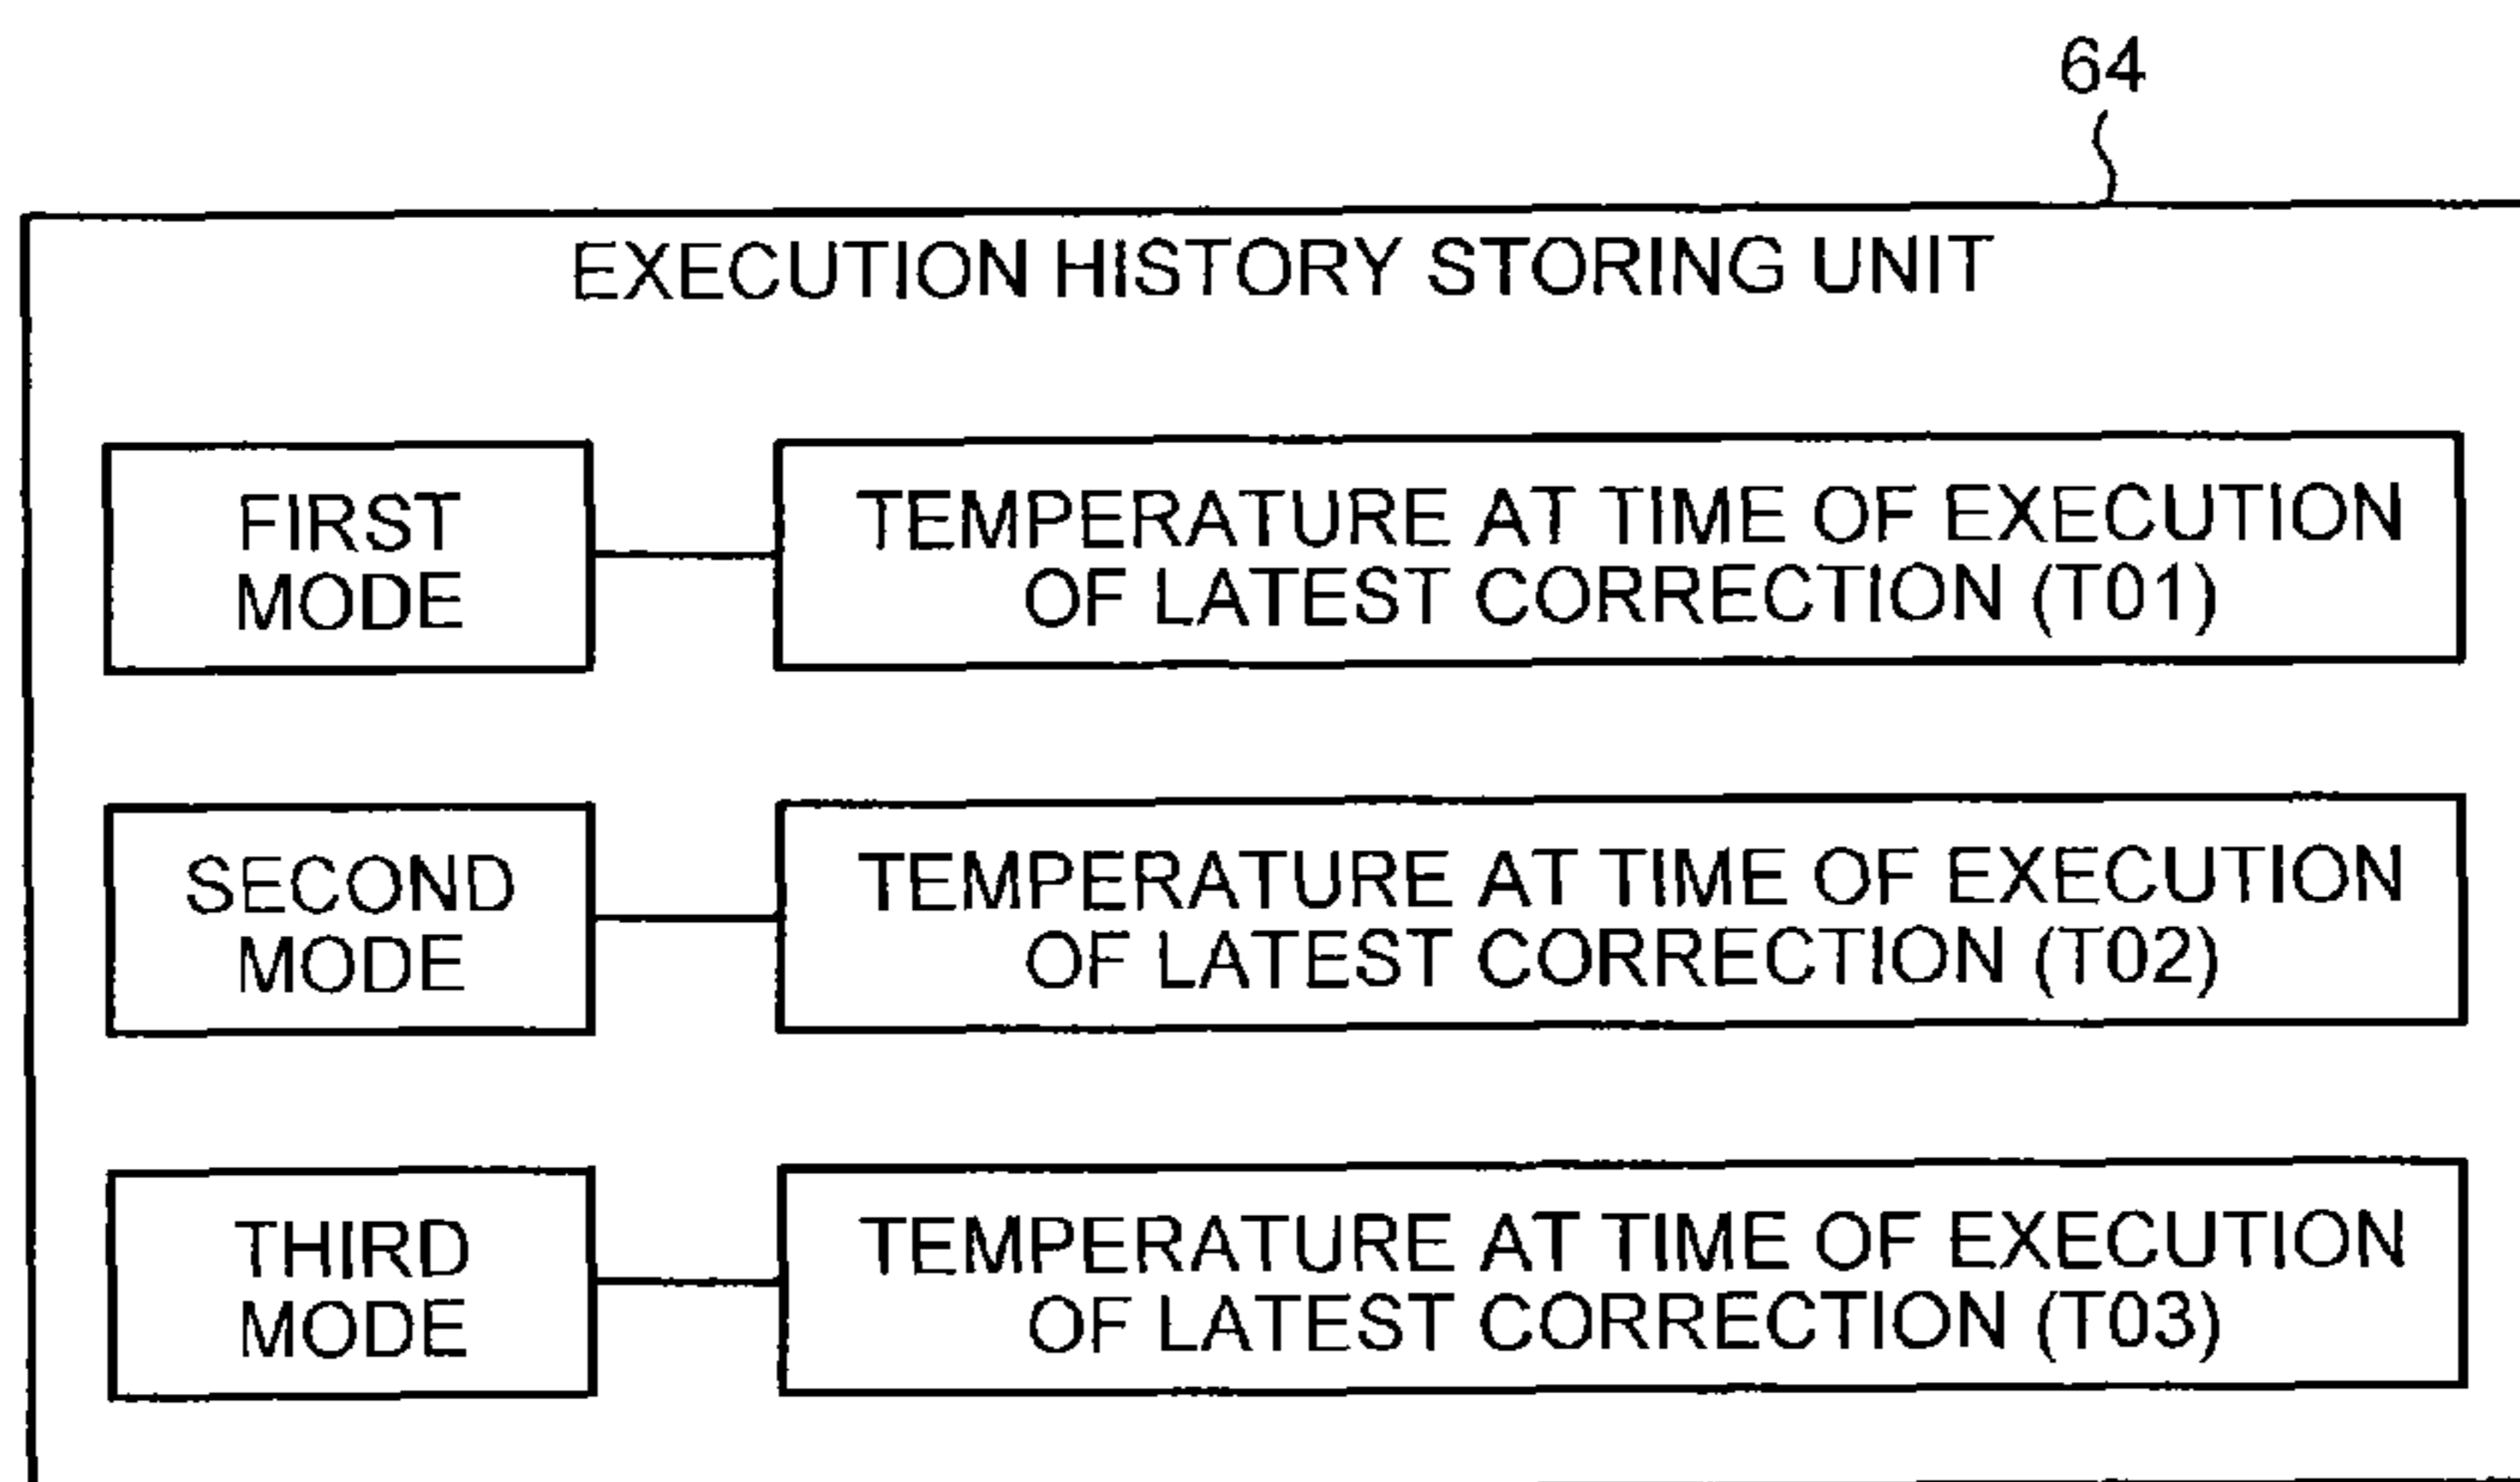 64
EXECUTION HISTORY STORING UNIT
FIRST
MODE
TEMPERATURE AT TIME OF EXECUTION
OF LATEST CORRECTION (T01)
SECOND
MODE
TEMPERATURE AT TIME OF EXECUTION
OF LATEST CORRECTION (T02)
THIRD
MODE
TEMPERATURE AT TIME OF EXECUTION
OF LATEST CORRECTION (T03)